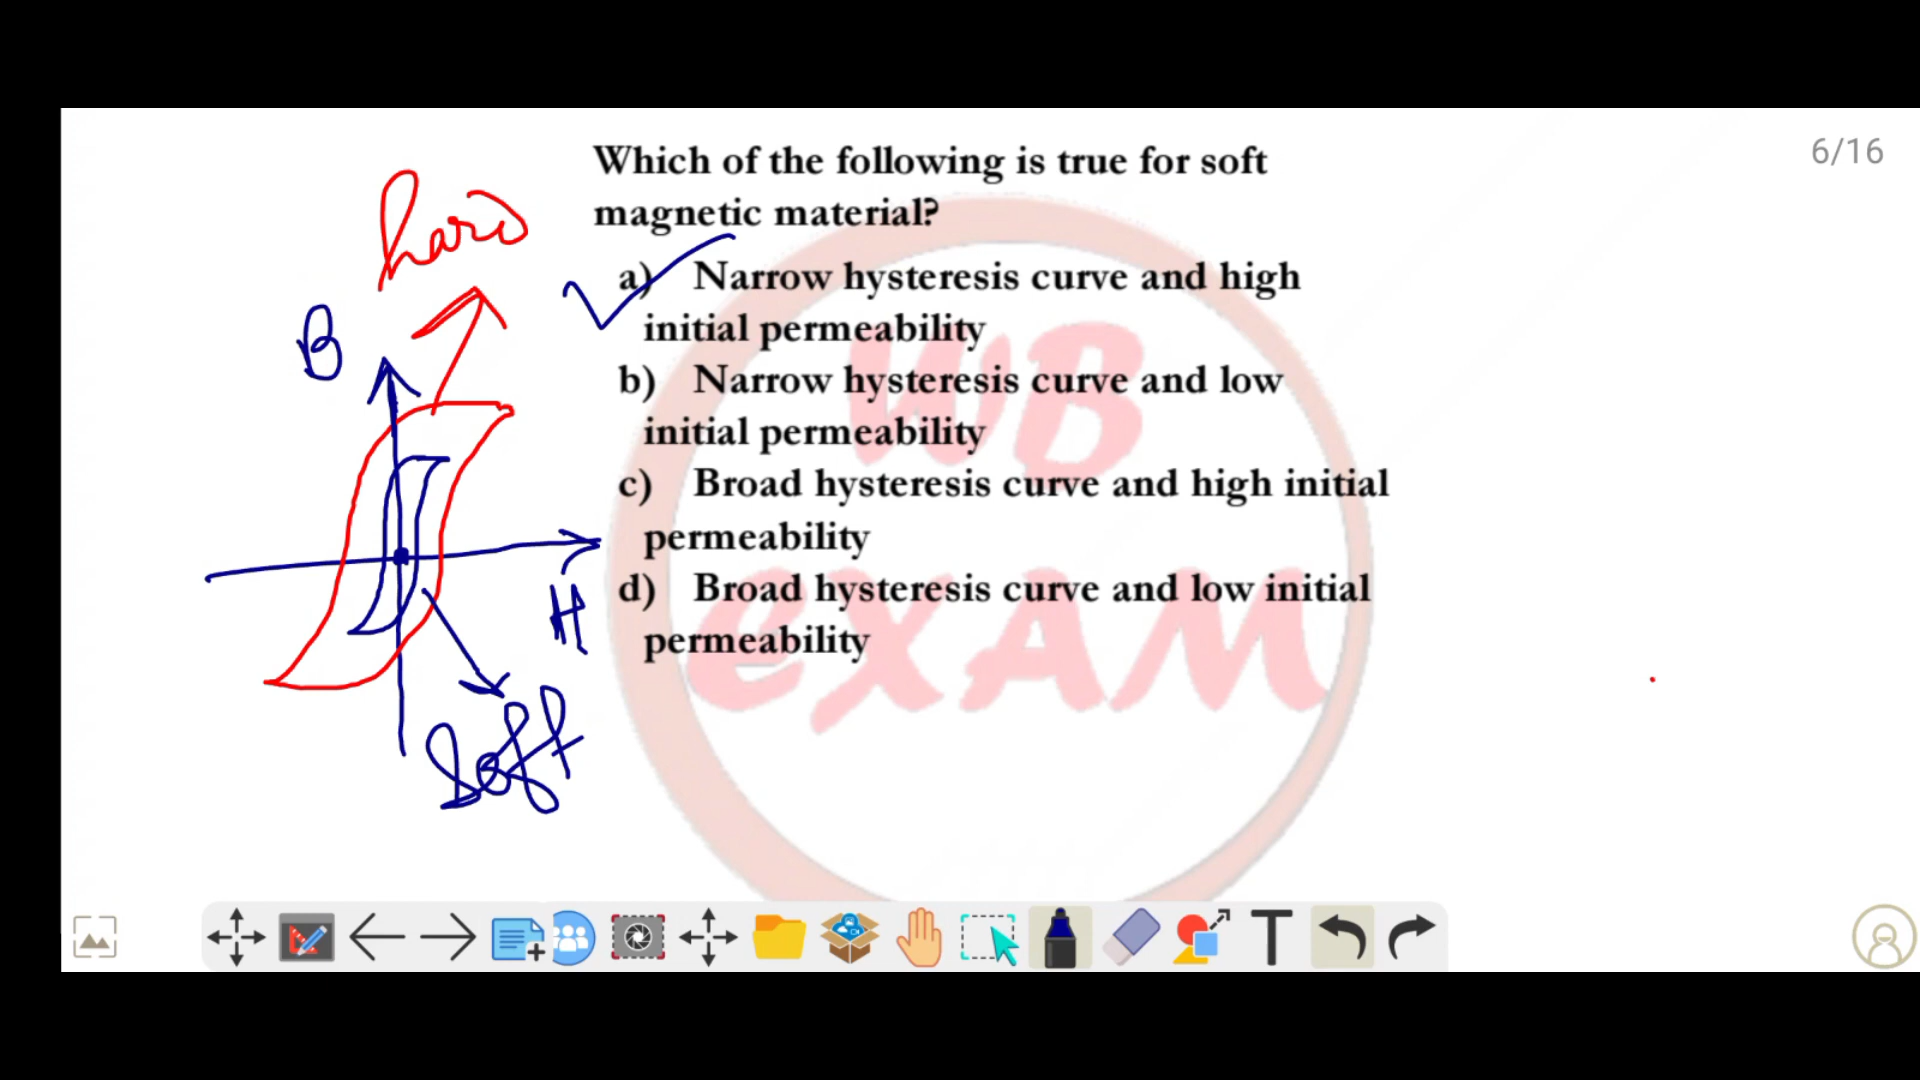 6/16
Which of the following is true for soft
magnetic material?
a) Narrow hysteresis curve and high
initial permeability
b) Narrow hysteresis curve and low
initial permeability
c) Broad hysteresis curve and high initial
permeability
d) Broad hysteresis curve and low initial
permeability
hard
B
H
Soft
WB
EXAM
T